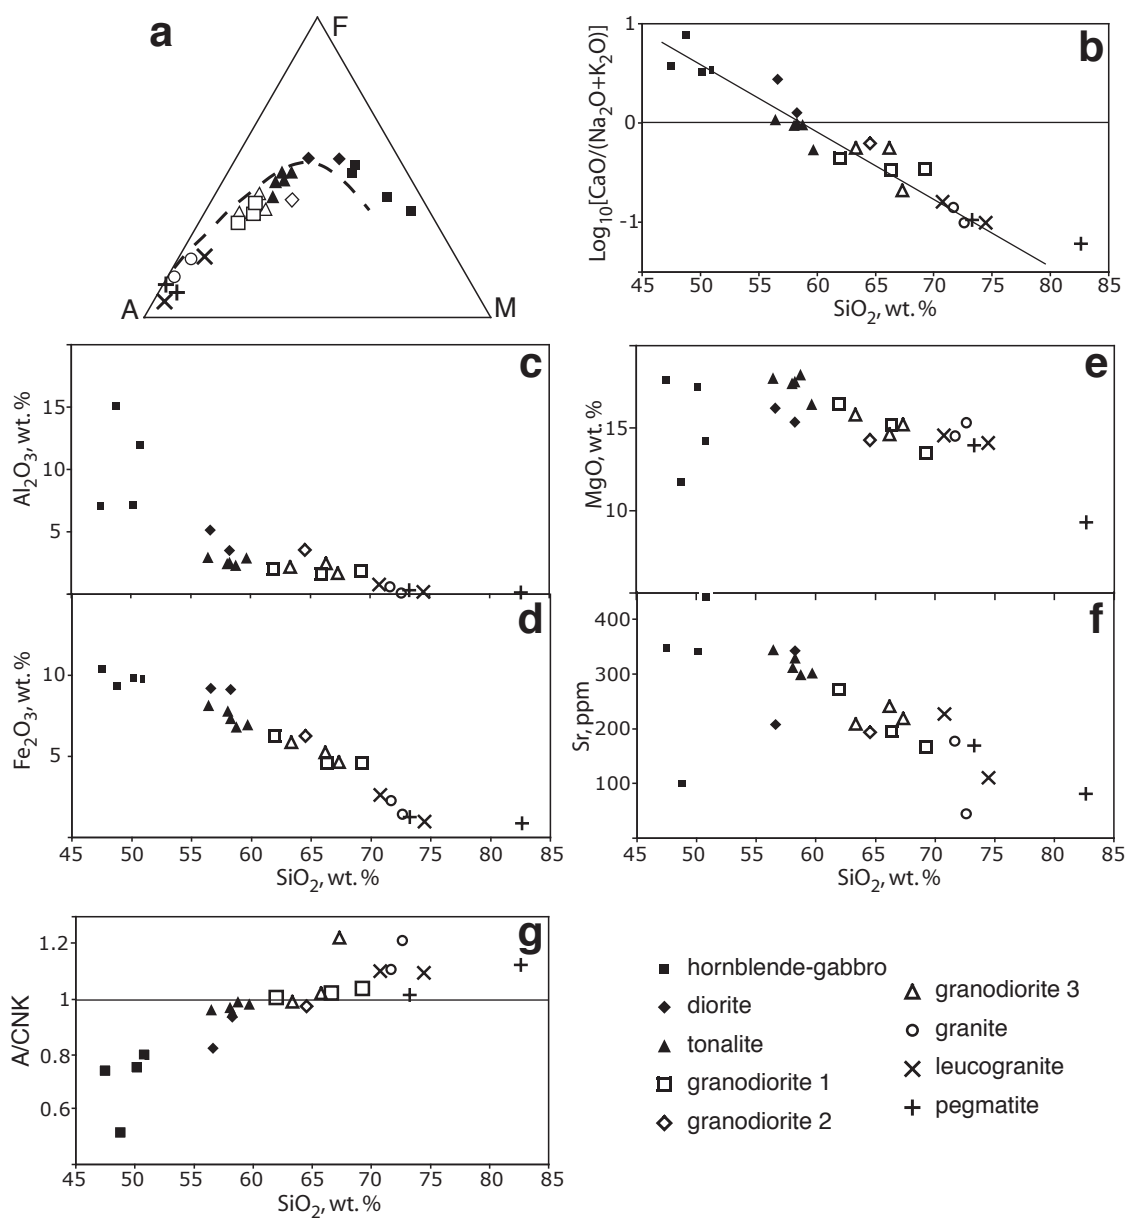 a
F
A
M
b
Log₁₀[CaO/(Na₂O+K₂O)]
1
0
-1
45 50 55 60 65 70 75 80 85
SiO₂, wt. %
c
Al₂O₃, wt. %
15
10
5
d
Fe₂O₃, wt. %
10
5
45 50 55 60 65 70 75 80 85
SiO₂, wt. %
e
MgO, wt. %
15
10
f
Sr, ppm
400
300
200
100
45 50 55 60 65 70 75 80 85
SiO₂, wt. %
g
A/CNK
1.2
1
0.8
0.6
45 50 55 60 65 70 75 80 85
SiO₂, wt. %
hornblende-gabbro
diorite
tonalite
granodiorite 1
granodiorite 2
granodiorite 3
granite
leucogranite
pegmatite